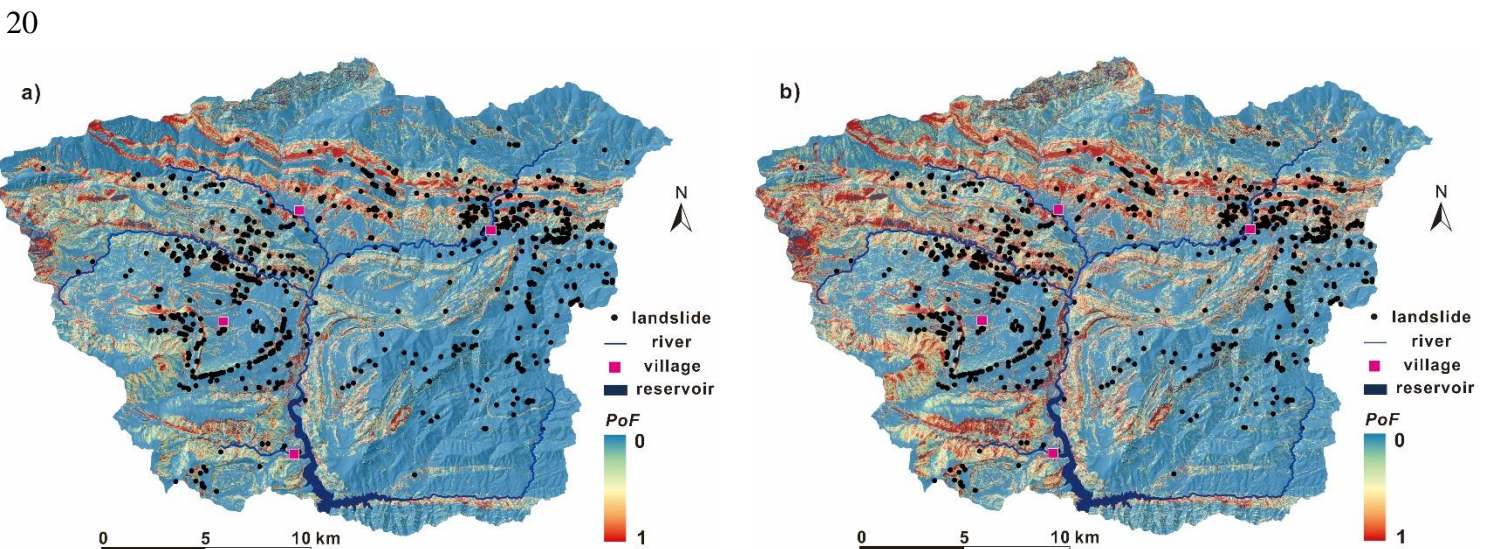 20
a)
N
landslide
river
village
reservoir
PoF
0
1
0 5 10 km
b)
N
landslide
river
village
reservoir
PoF
0
1
0 5 10 km